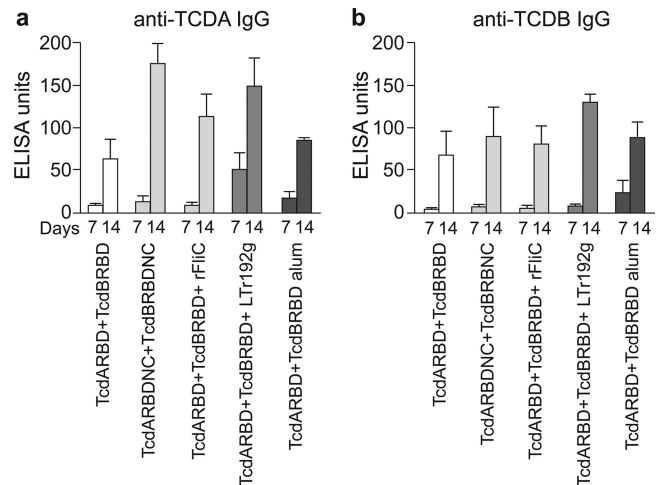 a anti-TCDA IgG
ELISA units
200
150
100
50
0
Days 7 14 7 14 7 14 7 14 7 14
TcdARBD+TcdBRBD
TcdARBDNC+TcdBRBDNC
TcdARBD+TcdBRBD+ rFliC
TcdARBD+TcdBRBD+ LTr192g
TcdARBD+TcdBRBD alum
b anti-TCDB IgG
ELISA units
200
150
100
50
0
7 14 7 14 7 14 7 14 7 14
TcdARBD+TcdBRBD
TcdARBDNC+TcdBRBNC
TcdARBD+TcdBRBD+ rFliC
TcdARBD+TcdBRBD+ LTr192g
TcdARBD+TcdBRBD alum